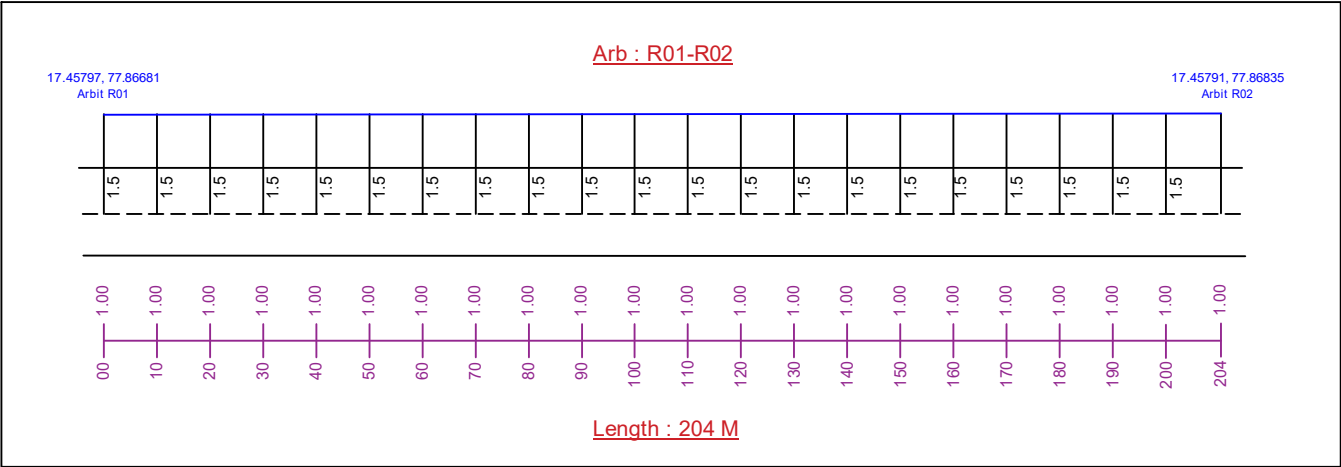 Arb : R01-R02
17.45797, 77.86681
Arbit R01
17.45791, 77.86835
Arbit R02
1.5 1.5 1.5 1.5 1.5 1.5 1.5 1.5 1.5 1.5 1.5 1.5 1.5 1.5 1.5 1.5 1.5 1.5 1.5 1.5 1.5
1.00 1.00 1.00 1.00 1.00 1.00 1.00 1.00 1.00 1.00 1.00 1.00 1.00 1.00 1.00 1.00 1.00 1.00 1.00 1.00 1.00 1.00
00 10 20 30 40 50 60 70 80 90 100 110 120 130 140 150 160 170 180 190 200 204
Length : 204 M